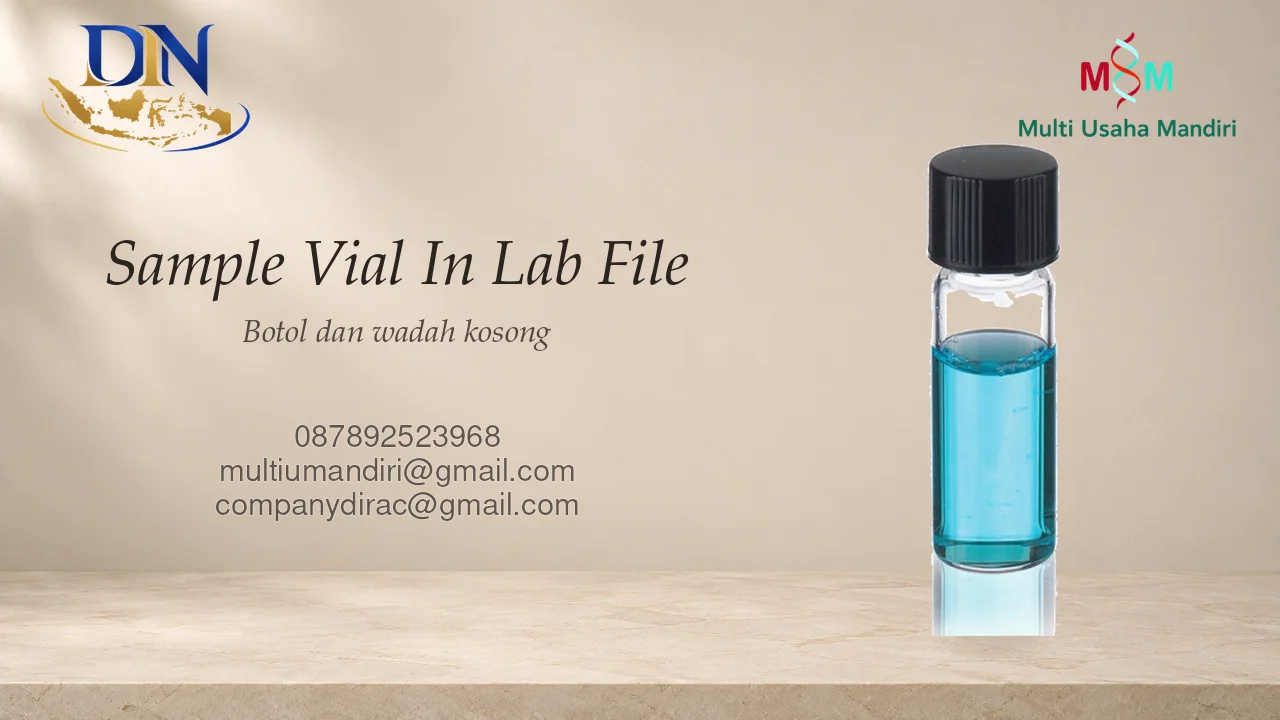 DN
M M
Multi Usaha Mandiri
Sample Vial In Lab File
Botol dan wadah kosong
087892523968
multiumandiri@gmail.com
companydirac@gmail.com